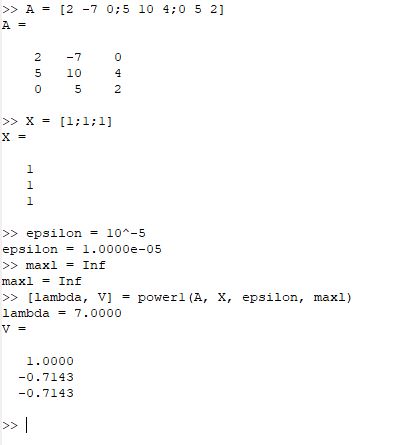 >> A = [2 -7 0;5 10 4;0 5 2]
A =
2 -7 0
5 10 4
0 5 2
>> X = [1;1;1]
X =
1
1
1
>> epsilon = 10^-5
epsilon = 1.0000e-05
>> max1 = Inf
max1 = Inf
>> [lambda, V] = power1(A, X, epsilon, max1)
lambda = 7.0000
V =
1.0000
-0.7143
-0.7143
>>